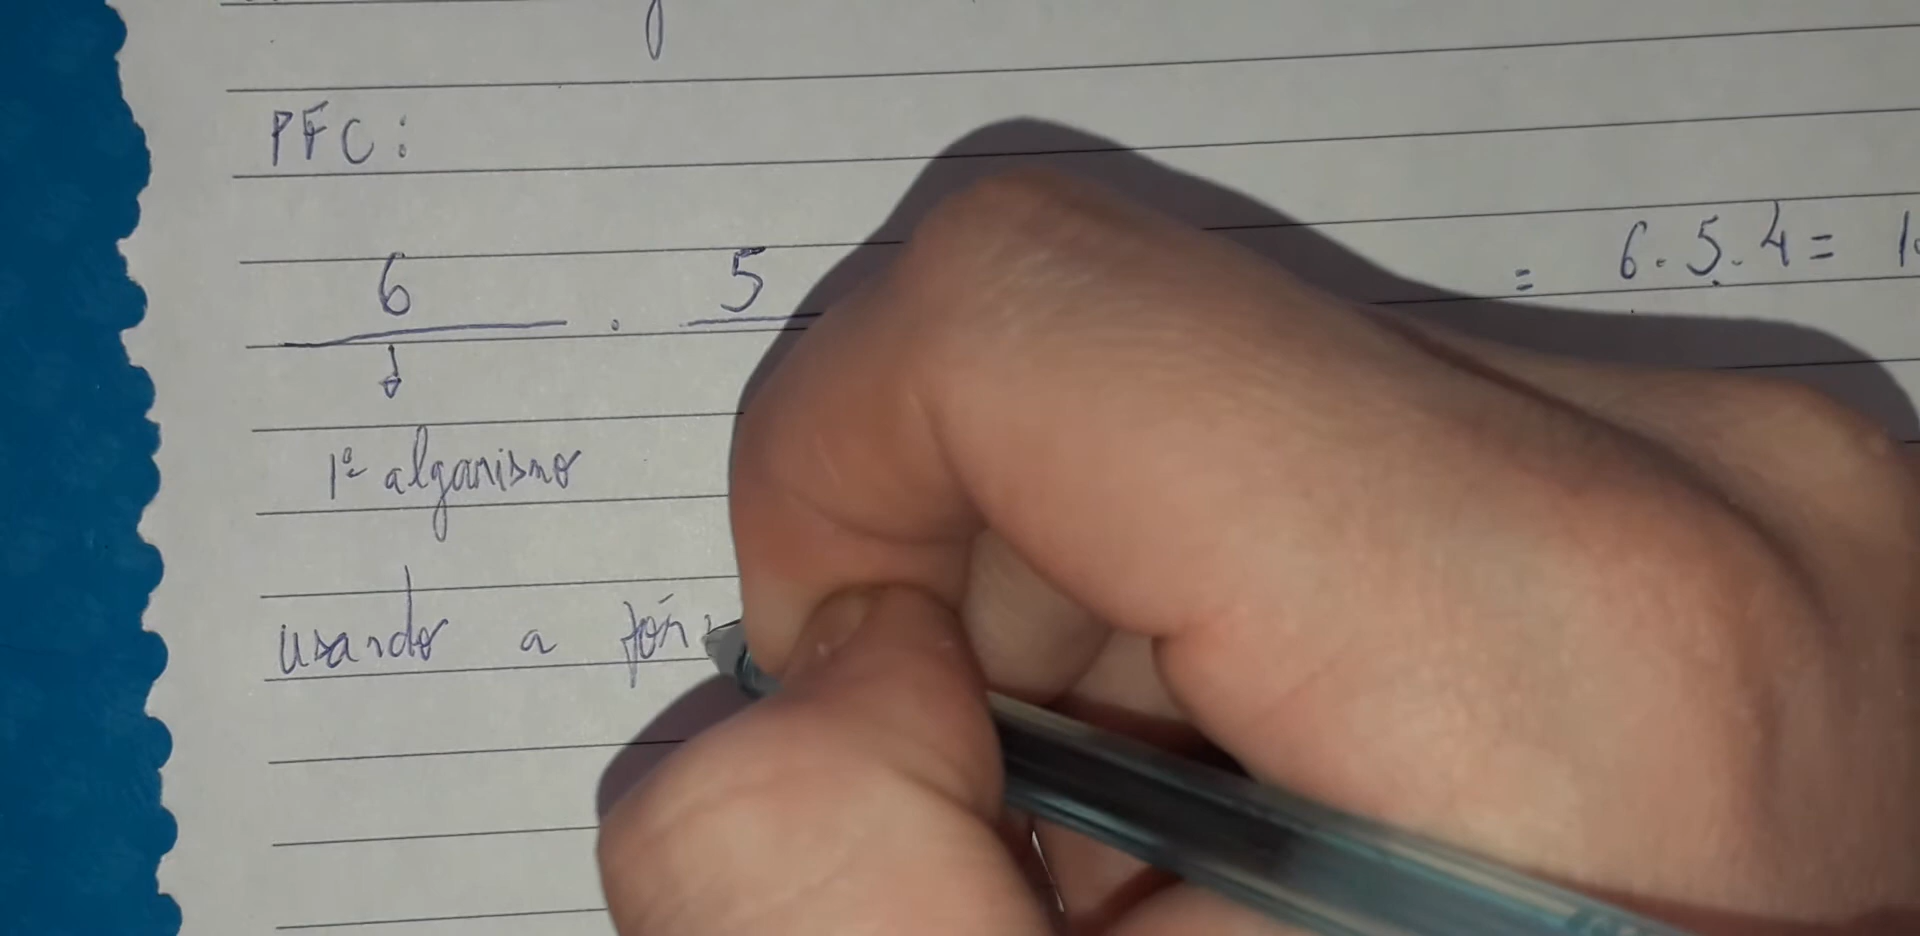 PFC:
6 . 5 = 6.5.4 =
1º algarismo
usando a